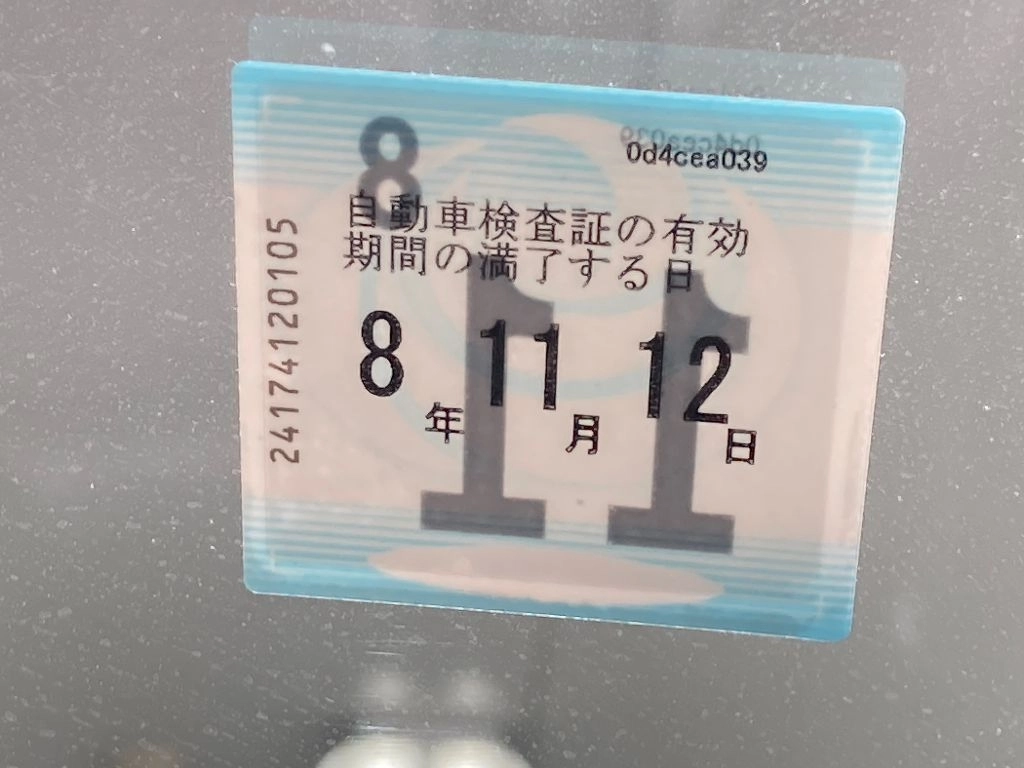 8
0d4cea039
自動車検査証の有効
期間の満了する日
8年11月12日
11
24174120105